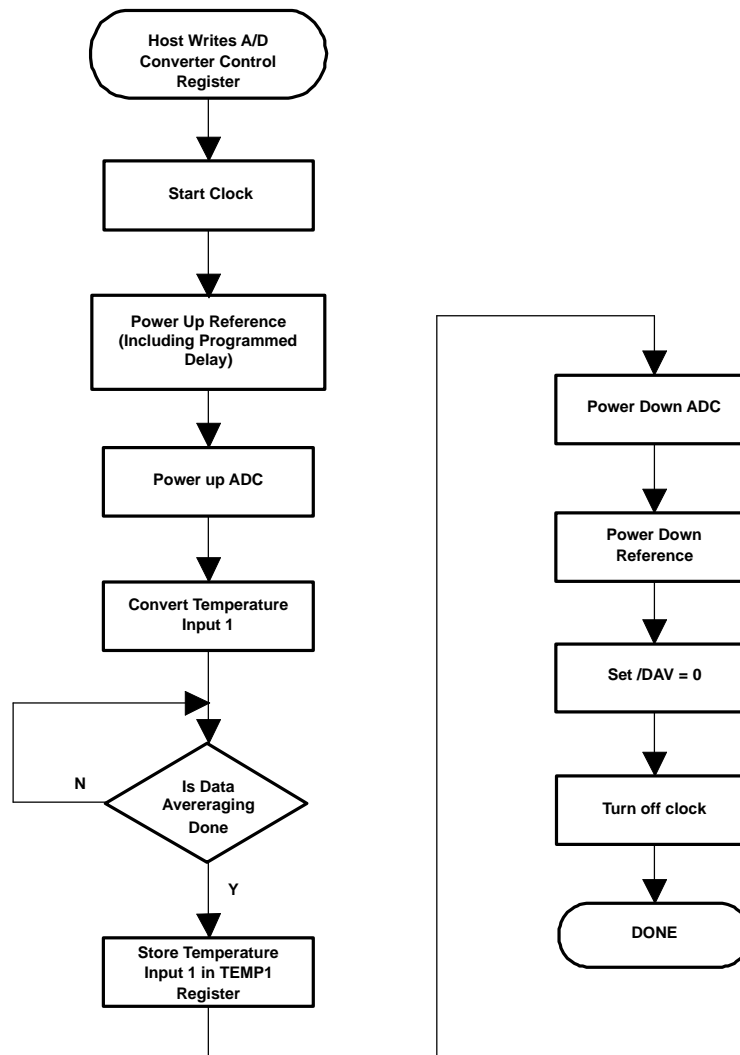 Host Writes A/D
Converter Control
Register
Start Clock
Power Up Reference
(Including Programmed
Delay)
Power up ADC
Convert Temperature
Input 1
N
Is Data
Avereraging
Done
Y
Store Temperature
Input 1 in TEMP1
Register
Power Down ADC
Power Down
Reference
Set /DAV = 0
Turn off clock
DONE